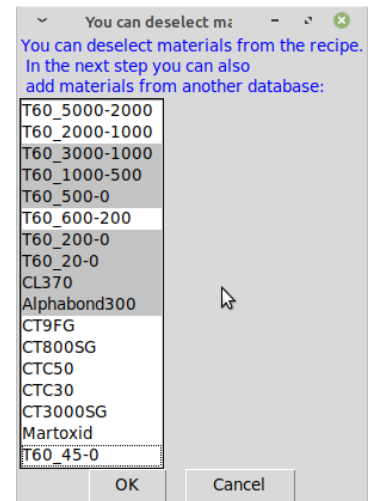 You can deselect ma
You can deselect materials from the recipe.
In the next step you can also
add materials from another database:
T60_5000-2000
T60_2000-1000
T60_3000-1000
T60_1000-500
T60_500-0
T60_600-200
T60_200-0
T60_20-0
CL370
Alphabond300
CT9FG
CT800SG
CTC50
CTC30
CT3000SG
Martoxid
T60_45-0
OK Cancel